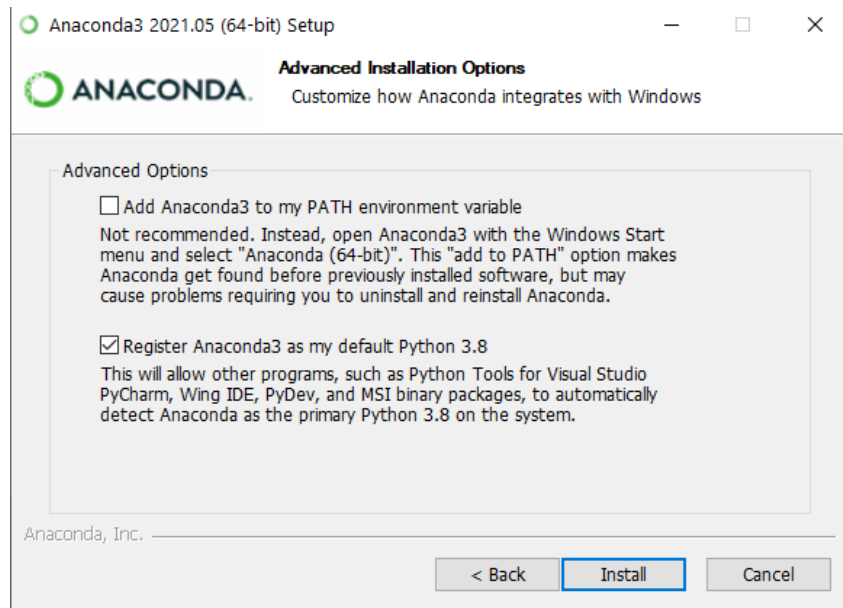 Anaconda3 2021.05 (64-bit) Setup
ANACONDA.
Advanced Installation Options
Customize how Anaconda integrates with Windows
Advanced Options
Add Anaconda3 to my PATH environment variable
Not recommended. Instead, open Anaconda3 with the Windows Start
menu and select "Anaconda (64-bit)". This "add to PATH" option makes
Anaconda get found before previously installed software, but may
cause problems requiring you to uninstall and reinstall Anaconda.
Register Anaconda3 as my default Python 3.8
This will allow other programs, such as Python Tools for Visual Studio
PyCharm, Wing IDE, PyDev, and MSI binary packages, to automatically
detect Anaconda as the primary Python 3.8 on the system.
Anaconda, Inc.
< Back Install Cancel